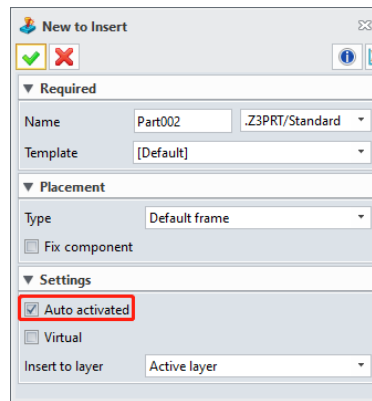 New to Insert
▼ Required
Name Part002 .Z3PRT/Standard
Template [Default]
▼ Placement
Type Default frame
Fix component
▼ Settings
Auto activated
Virtual
Insert to layer Active layer